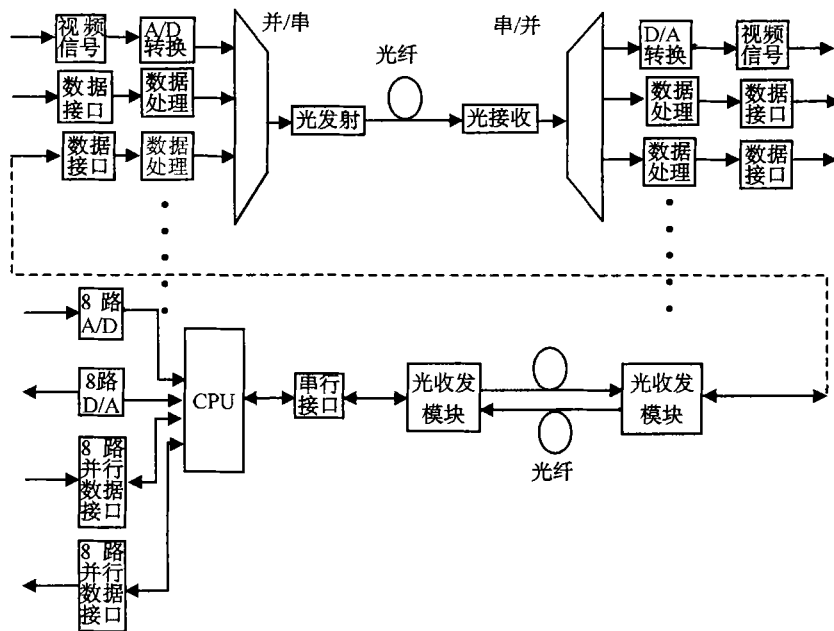 视频
信号
A/D
转换
并/串
光纤
串/并
D/A
转换
视频
信号
数据
接口
数据
处理
光发射
光接收
数据
处理
数据
接口
数据
接口
数据
处理
数据
处理
数据
接口
8 路
A/D
8路
D/A
CPU
串行
接口
光收发
模块
光收发
模块
光纤
8 路
并行
数据
接口
8 路
并行
数据
接口